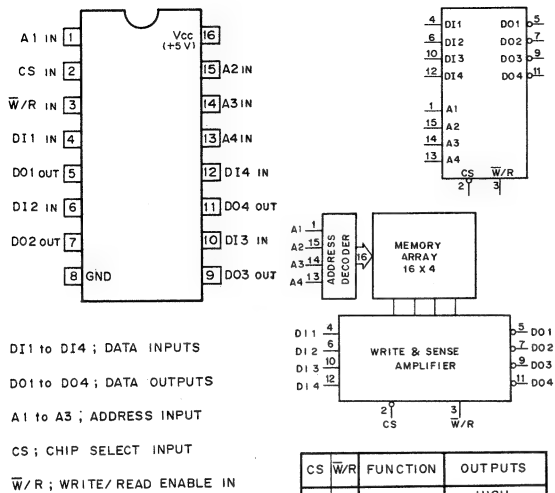 A1 IN 1
CS IN 2
W̅/R IN 3
DI1 IN 4
DO1 OUT 5
DI2 IN 6
DO2 OUT 7
8 GND
Vcc 16
(+5V)
15 A2 IN
14 A3 IN
13 A4 IN
12 DI4 IN
11 DO4 OUT
10 DI3 IN
9 DO3 OUT
4 DI1 DO1 5
6 DI2 DO2 7
10 DI3 DO3 9
12 DI4 DO4 11
1 A1
15 A2
14 A3
13 A4
CS W̅/R
2 3
A1 1
A2 15
A3 14
A4 13
ADDRESS
DECODER
16
MEMORY
ARRAY
16 X 4
DI1 4
DI2 6
DI3 10
DI4 12
WRITE & SENSE
AMPLIFIER
5 DO1
7 DO2
9 DO3
11 DO4
2 3
CS W̅/R
DI1 to DI4 ; DATA INPUTS
DO1 to DO4 ; DATA OUTPUTS
A1 to A3 ; ADDRESS INPUT
CS ; CHIP SELECT INPUT
W̅/R ; WRITE/READ ENABLE IN
CS W̅/R FUNCTION OUTPUTS